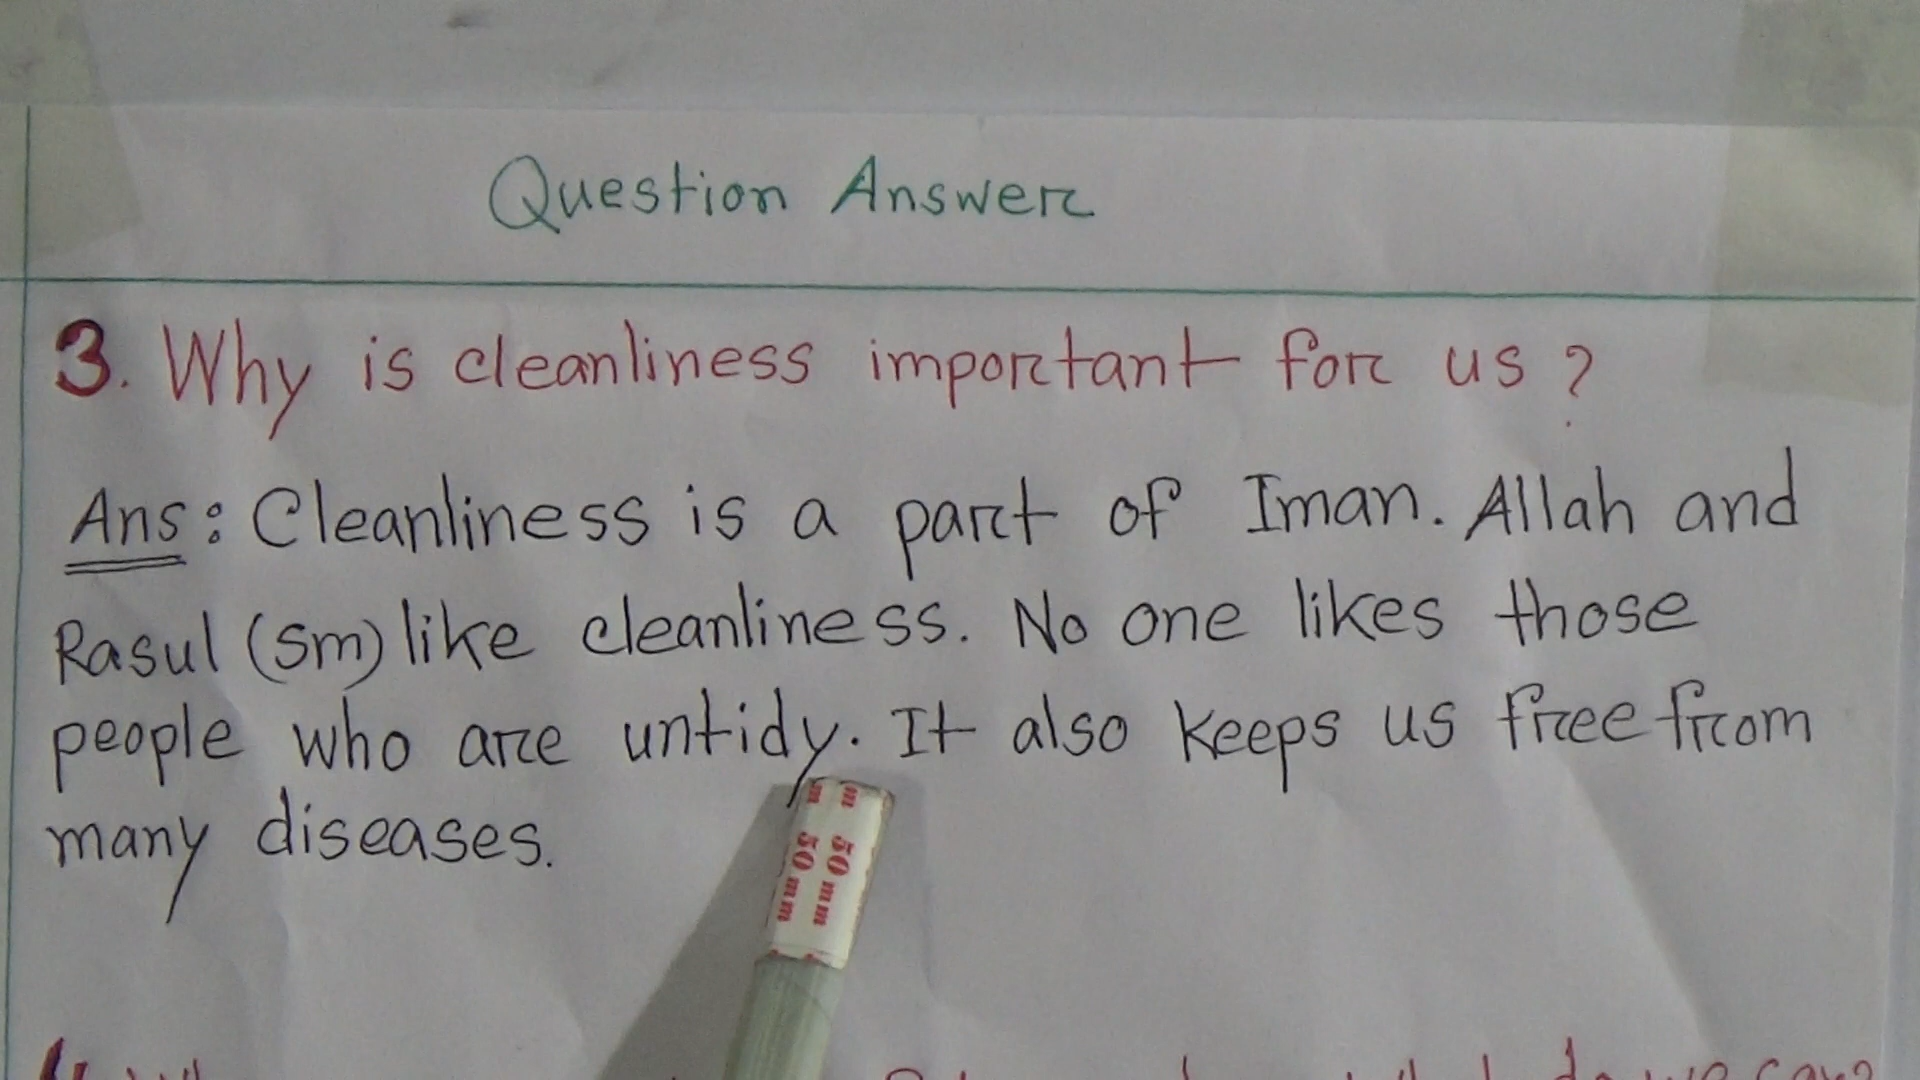 Question Answer
3. Why is cleanliness important for us?
Ans: Cleanliness is a part of Iman. Allah and
Rasul (sm) like cleanliness. No one likes those
people who are untidy. It also keeps us free from
many diseases.
50 mm
50 mm